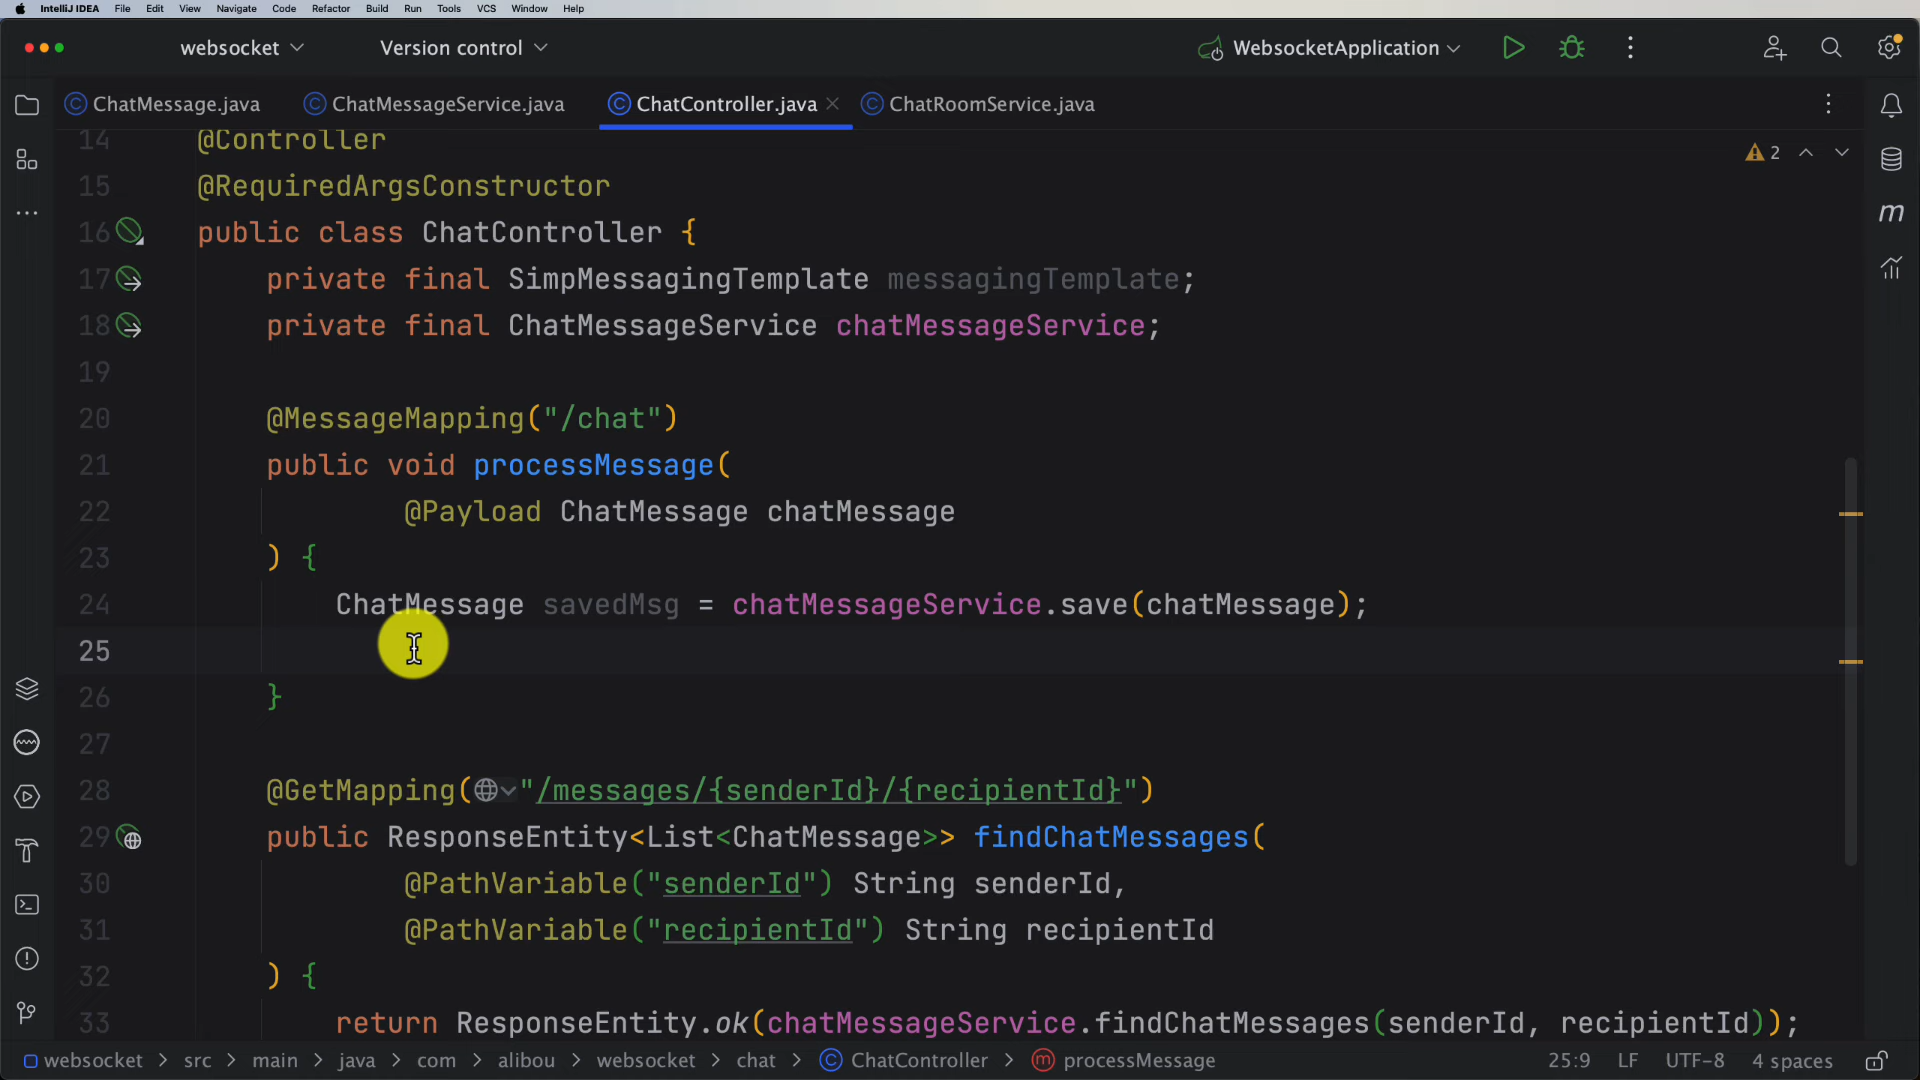 IntelliJ IDEA File Edit View Navigate Code Refactor Build Run Tools VCS Window Help
websocket Version control WebsocketApplication
ChatMessage.java ChatMessageService.java ChatController.java ChatRoomService.java
14 @Controller
2
15 @RequiredArgsConstructor
16 public class ChatController {
17 private final SimpMessagingTemplate messagingTemplate;
18 private final ChatMessageService chatMessageService;
19
20 @MessageMapping("/chat")
21 public void processMessage(
22 @Payload ChatMessage chatMessage
23 ) {
24 ChatMessage savedMsg = chatMessageService.save(chatMessage);
25
26 }
27
28 @GetMapping("/messages/{senderId}/{recipientId}")
29 public ResponseEntity<List<ChatMessage>> findChatMessages(
30 @PathVariable("senderId") String senderId,
31 @PathVariable("recipientId") String recipientId
32 ) {
33 return ResponseEntity.ok(chatMessageService.findChatMessages(senderId, recipientId));
websocket > src > main > java > com > alibou > websocket > chat > ChatController > processMessage 25:9 LF UTF-8 4 spaces